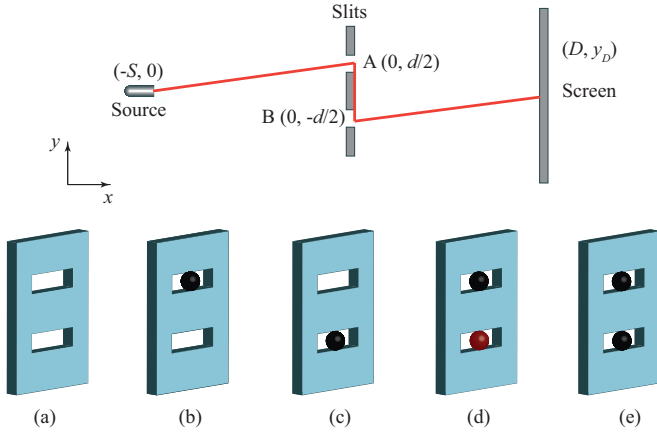 Slits
(-S, 0)
A (0, d/2)
(D, y_D)
Source
B (0, -d/2)
Screen
y
x
(a) (b) (c) (d) (e)